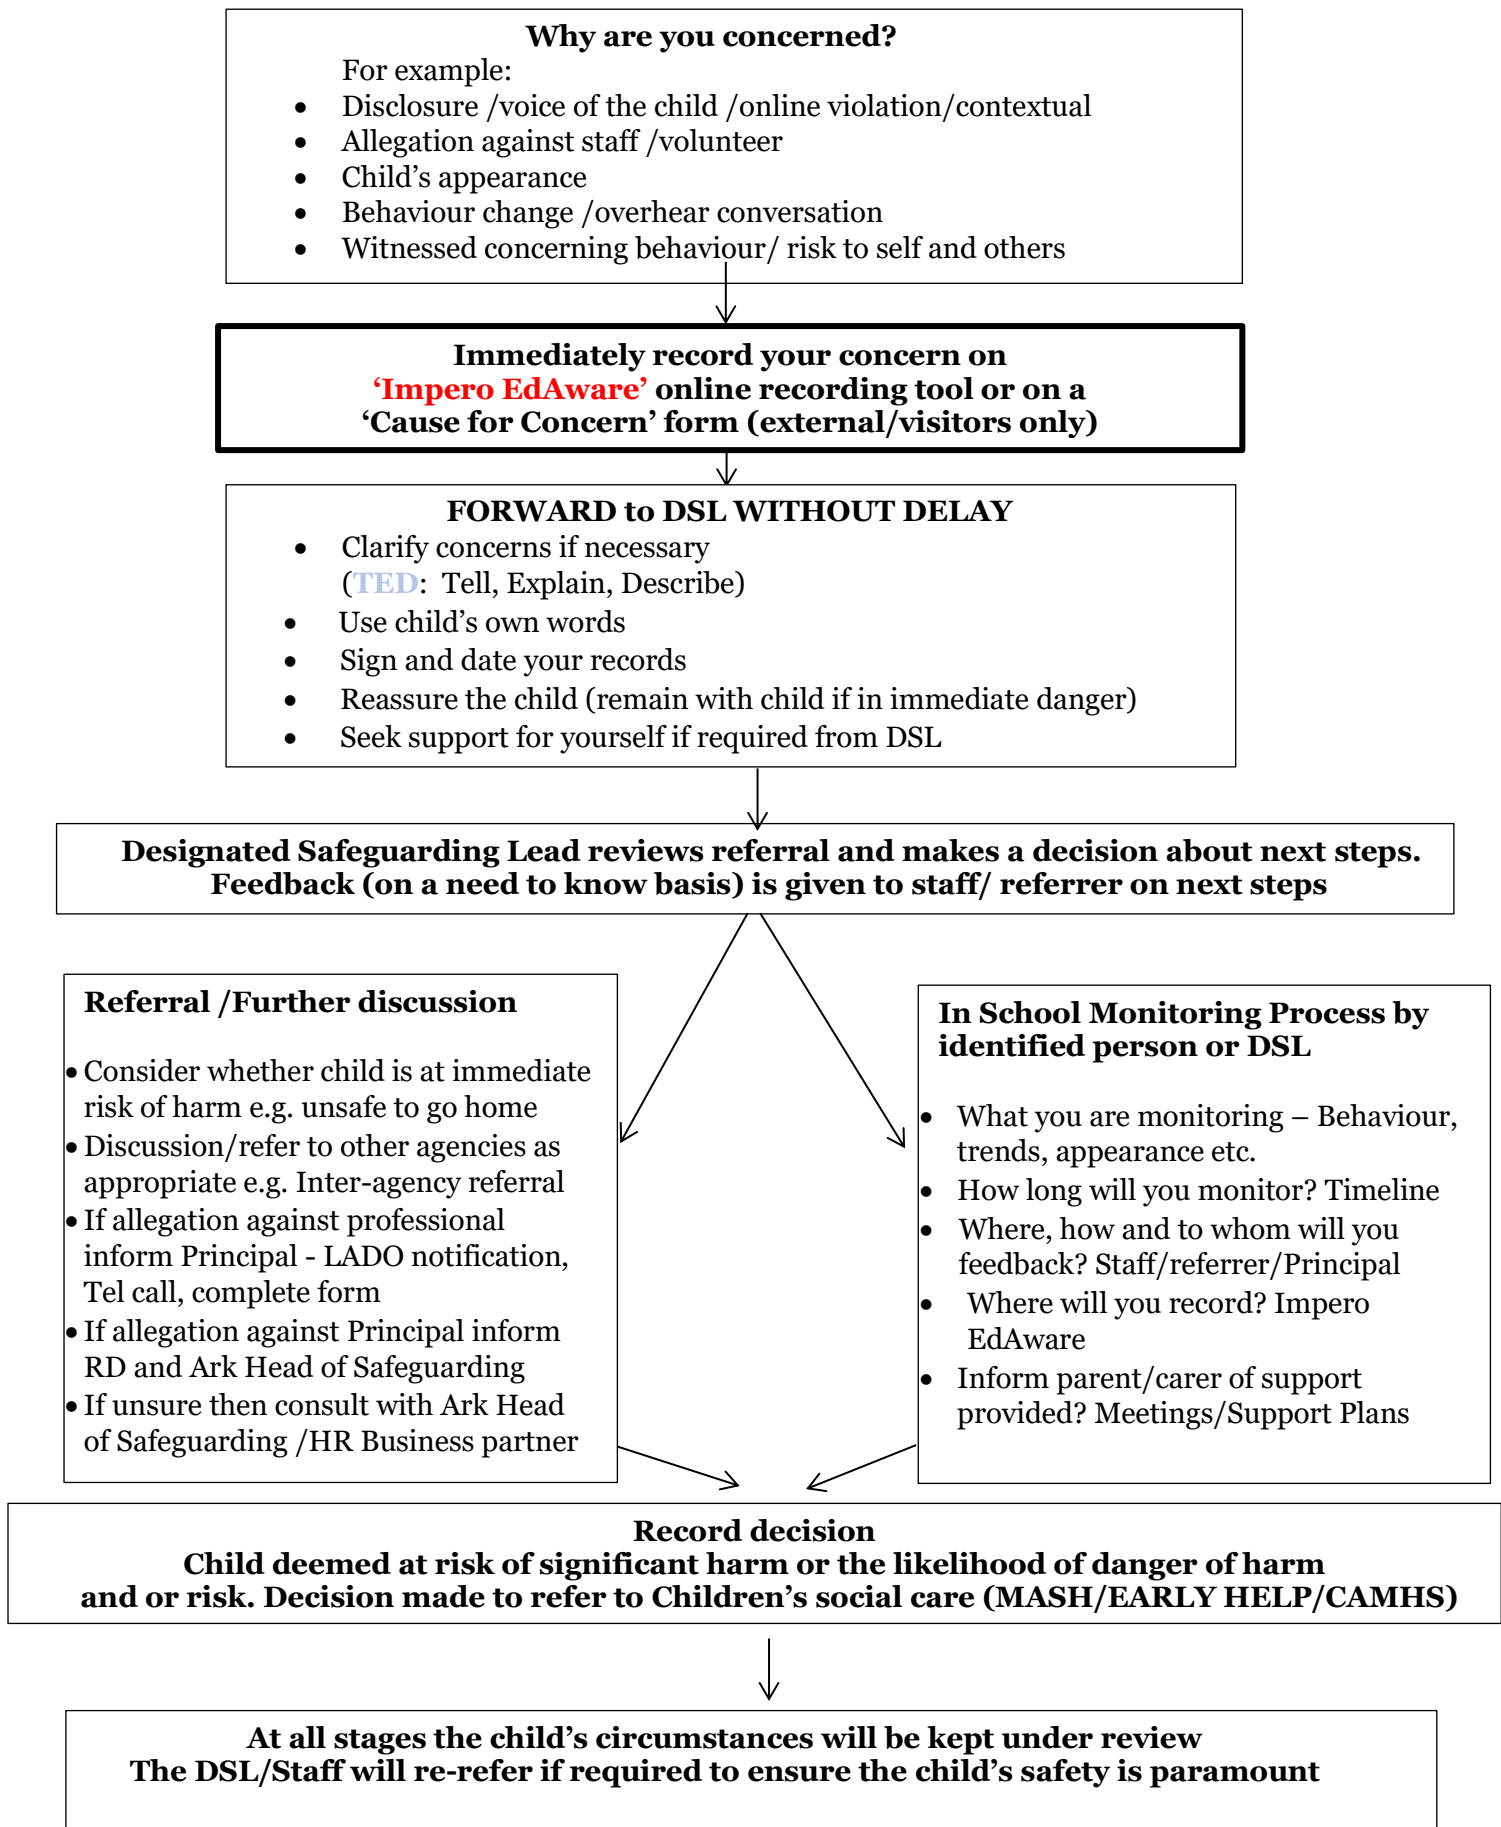 Why are you concerned?
For example:
• Disclosure /voice of the child /online violation/contextual
• Allegation against staff /volunteer
• Child’s appearance
• Behaviour change /overhear conversation
• Witnessed concerning behaviour/ risk to self and others
Immediately record your concern on
‘Impero EdAware’ online recording tool or on a
‘Cause for Concern’ form (external/visitors only)
FORWARD to DSL WITHOUT DELAY
• Clarify concerns if necessary
(TED: Tell, Explain, Describe)
• Use child’s own words
• Sign and date your records
• Reassure the child (remain with child if in immediate danger)
• Seek support for yourself if required from DSL
Designated Safeguarding Lead reviews referral and makes a decision about next steps.
Feedback (on a need to know basis) is given to staff/ referrer on next steps
Referral /Further discussion
• Consider whether child is at immediate
risk of harm e.g. unsafe to go home
• Discussion/refer to other agencies as
appropriate e.g. Inter-agency referral
• If allegation against professional
inform Principal - LADO notification,
Tel call, complete form
• If allegation against Principal inform
RD and Ark Head of Safeguarding
• If unsure then consult with Ark Head
of Safeguarding /HR Business partner
In School Monitoring Process by
identified person or DSL
• What you are monitoring – Behaviour,
trends, appearance etc.
• How long will you monitor? Timeline
• Where, how and to whom will you
feedback? Staff/referrer/Principal
• Where will you record? Impero
EdAware
• Inform parent/carer of support
provided? Meetings/Support Plans
Record decision
Child deemed at risk of significant harm or the likelihood of danger of harm
and or risk. Decision made to refer to Children’s social care (MASH/EARLY HELP/CAMHS)
At all stages the child’s circumstances will be kept under review
The DSL/Staff will re-refer if required to ensure the child’s safety is paramount